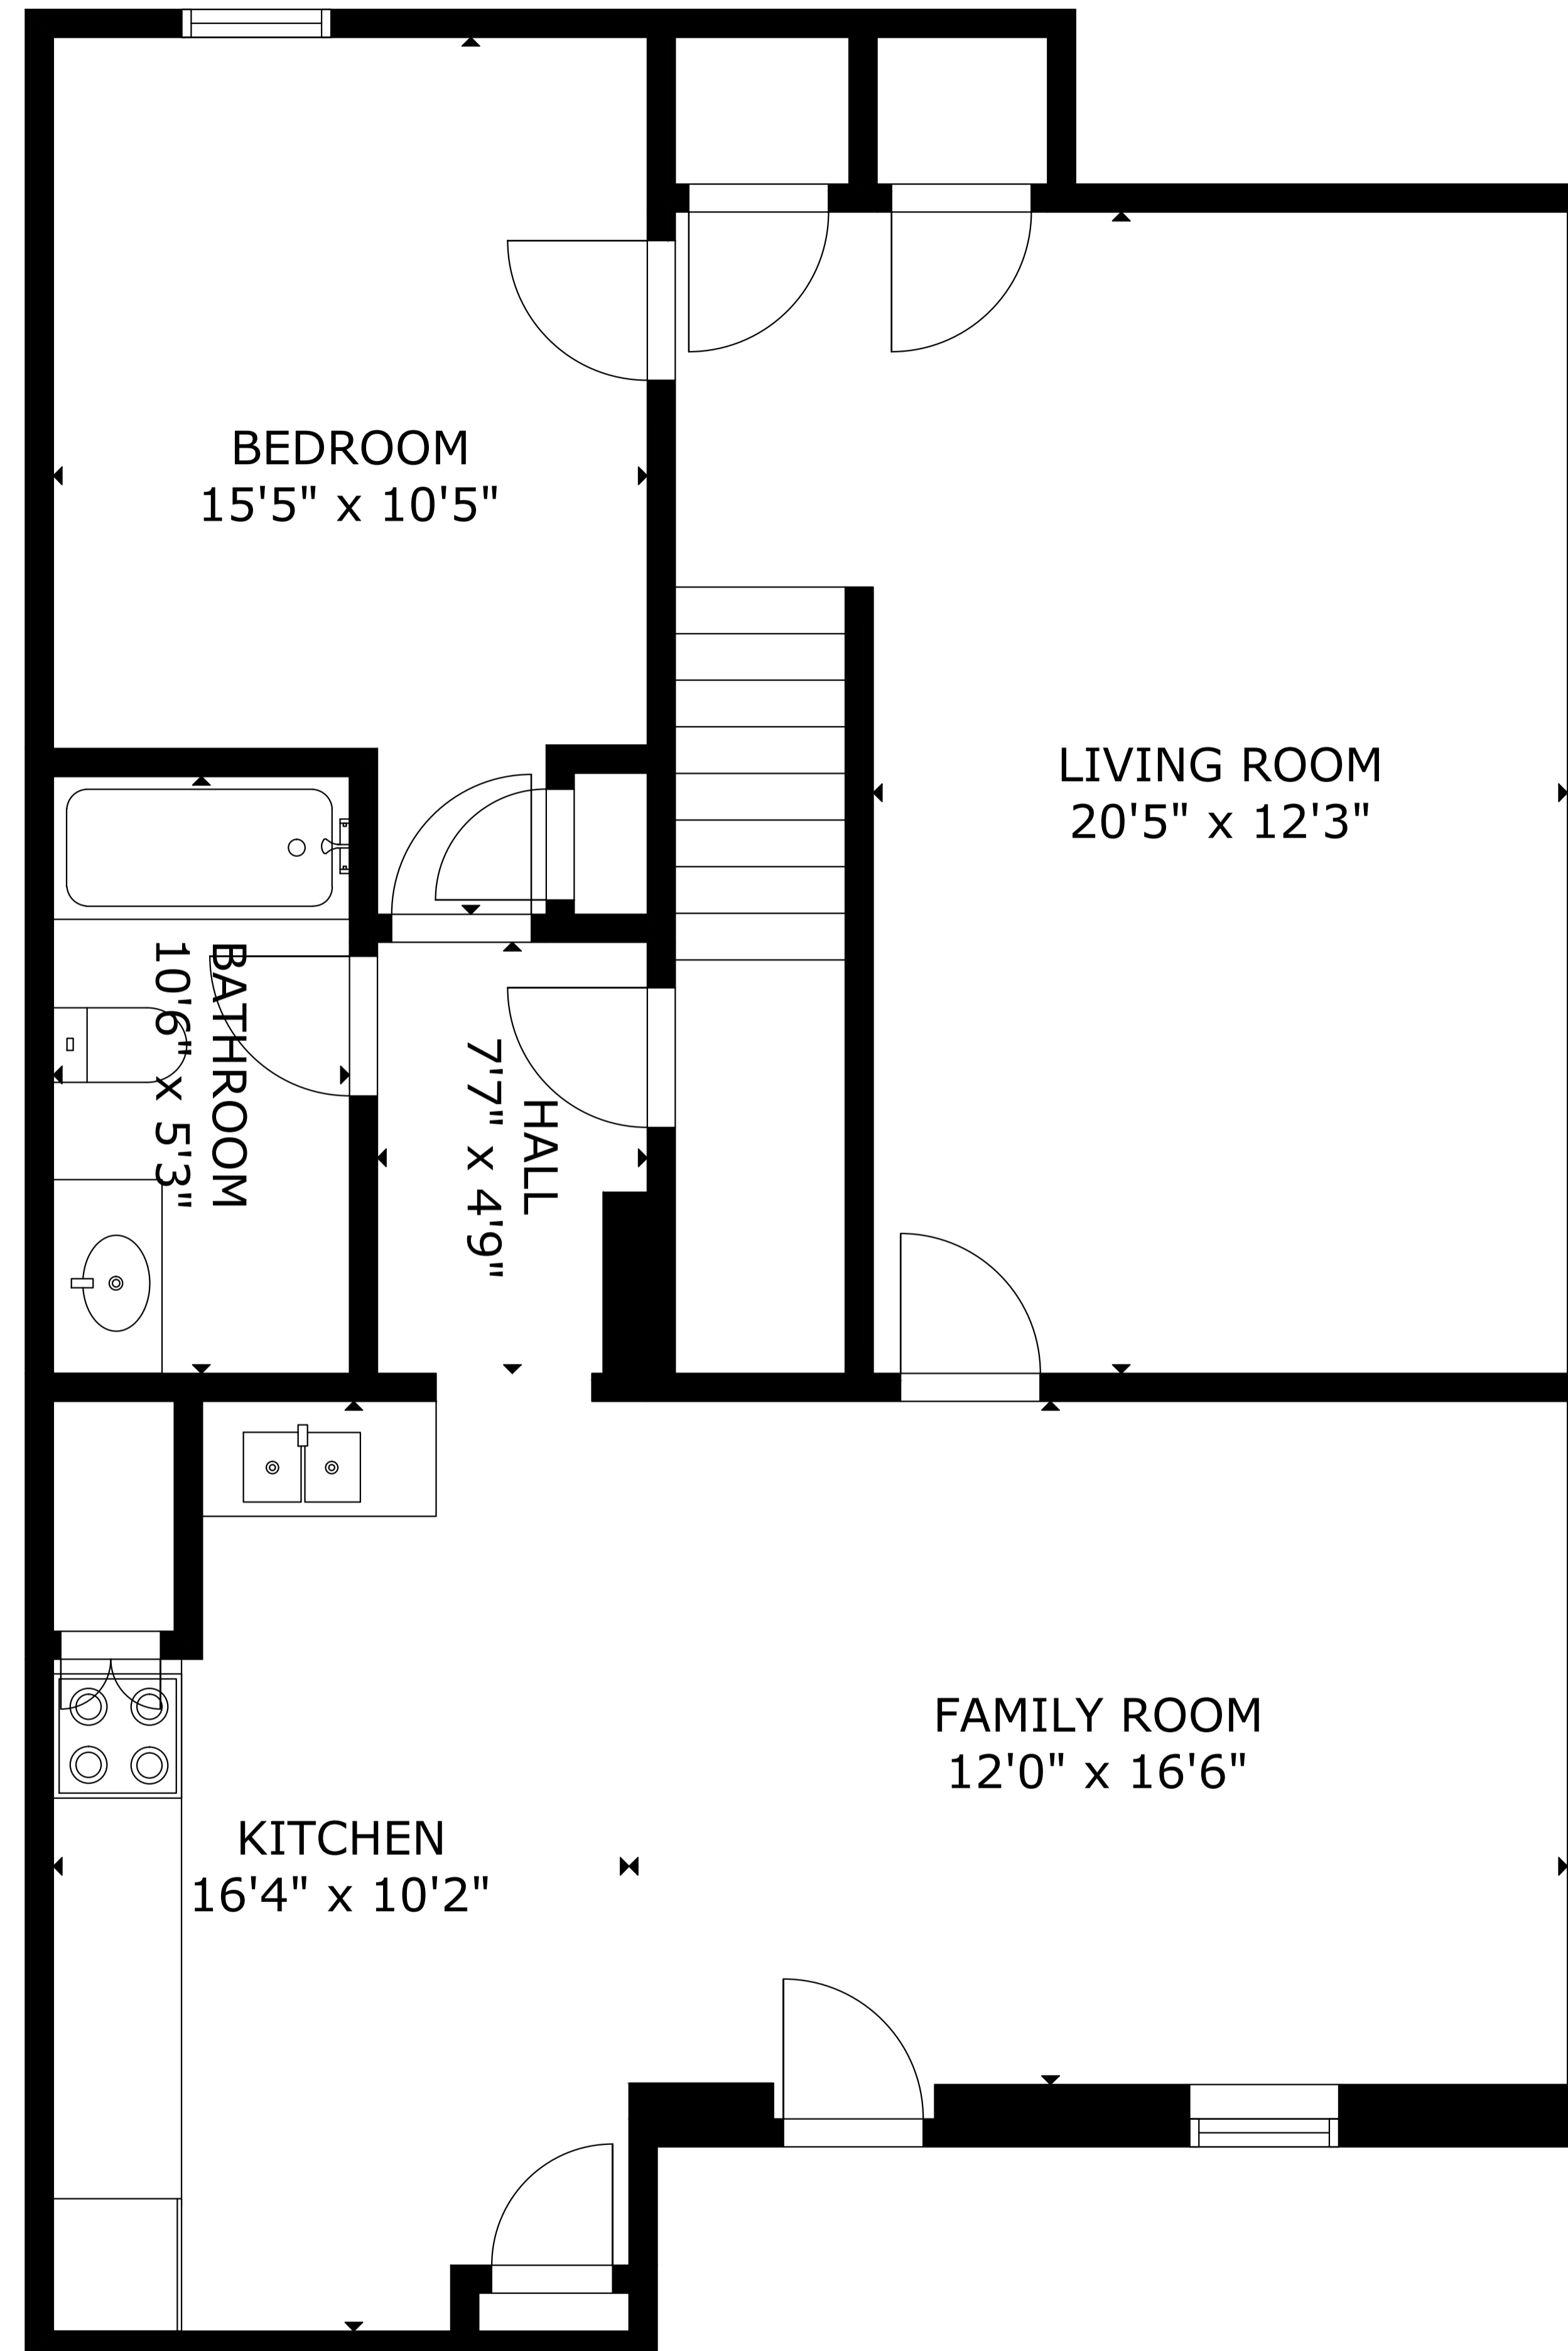 BEDROOM
15'5" x 10'5"
LIVING ROOM
20'5" x 12'3"
BATHROOM
10'6" x 5'3"
HALL
7'7" x 4'9"
FAMILY ROOM
12'0" x 16'6"
KITCHEN
16'4" x 10'2"